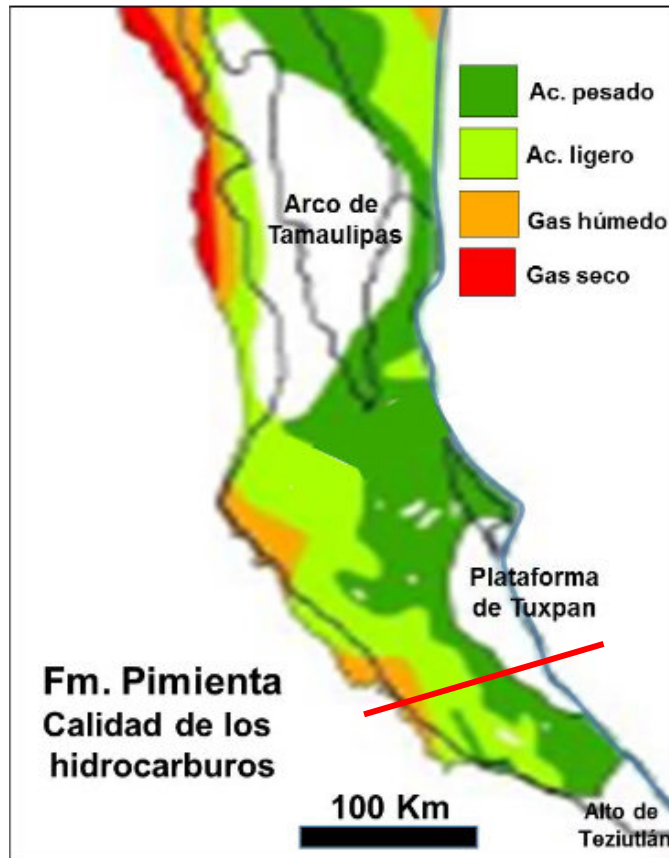 Ac. pesado
Ac. ligero
Gas húmedo
Gas seco
Arco de
Tamaulipas
Plataforma
de Tuxpan
Fm. Pimienta
Calidad de los
hidrocarburos
100 Km
Alto de
Teziutlán